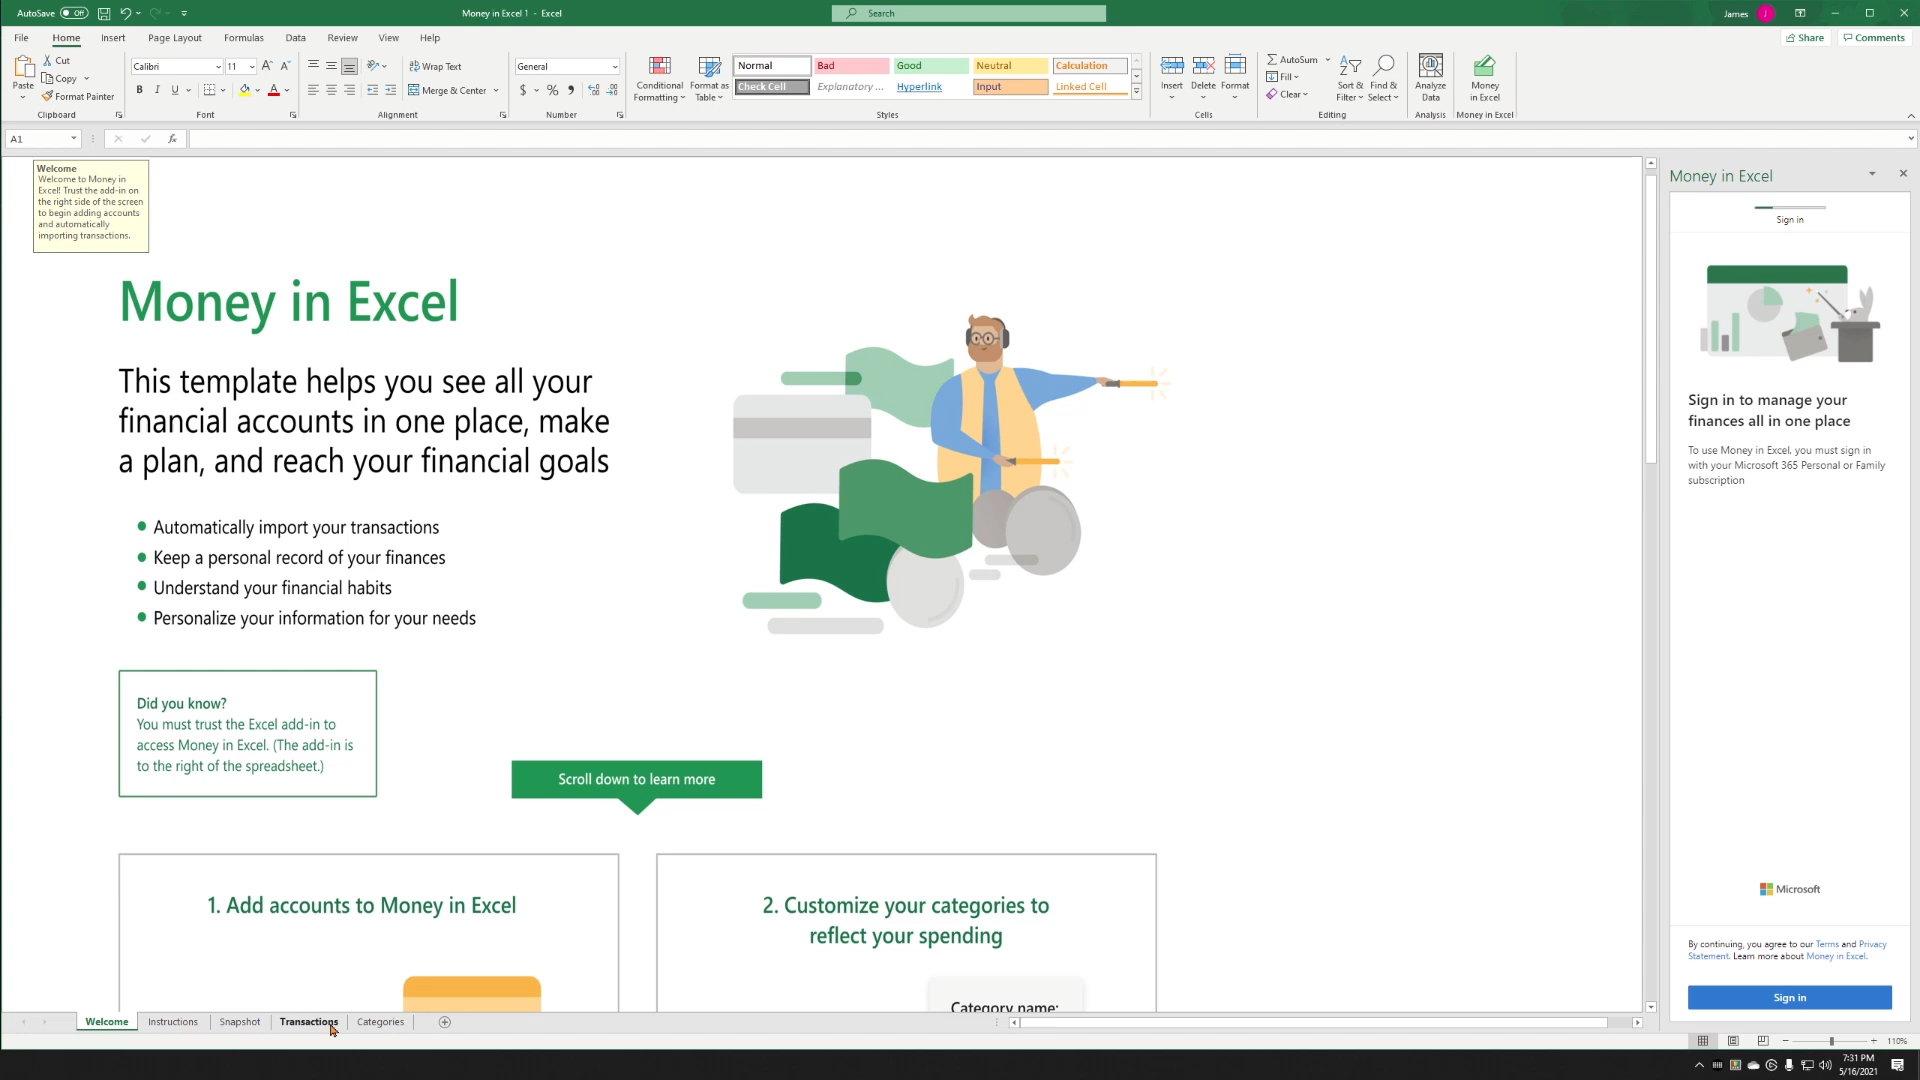 AutoSave Off
Money in Excel 1 - Excel
Search
James J
File Home Insert Page Layout Formulas Data Review View Help
Share Comments
Paste
Cut
Copy
Format Painter
Clipboard
Calibri 11 A A
B I U A
Font
ab Wrap Text
Merge & Center
Alignment
General
$ % ,
Number
Conditional Formatting
Format as Table
Normal Bad Good Neutral Calculation
Check Cell Explanatory ... Hyperlink Input Linked Cell
Styles
Insert Delete Format
Cells
AutoSum
Fill
Clear
Sort & Filter
Find & Select
Editing
Analyze Data
Analysis
Money in Excel
Money in Excel
A1 fx
Welcome
Welcome to Money in
Excel! Trust the add-in on
the right side of the screen
to begin adding accounts
and automatically
importing transactions.
Money in Excel
This template helps you see all your
financial accounts in one place, make
a plan, and reach your financial goals
Automatically import your transactions
Keep a personal record of your finances
Understand your financial habits
Personalize your information for your needs
Did you know?
You must trust the Excel add-in to
access Money in Excel. (The add-in is
to the right of the spreadsheet.)
Scroll down to learn more
1. Add accounts to Money in Excel
2. Customize your categories to
reflect your spending
Category name:
Money in Excel
Sign in
Sign in to manage your
finances all in one place
To use Money in Excel, you must sign in
with your Microsoft 365 Personal or Family
subscription
Microsoft
By continuing, you agree to our Terms and Privacy
Statement. Learn more about Money in Excel.
Sign in
Welcome Instructions Snapshot Transactions Categories
110%
7:31 PM
5/16/2021